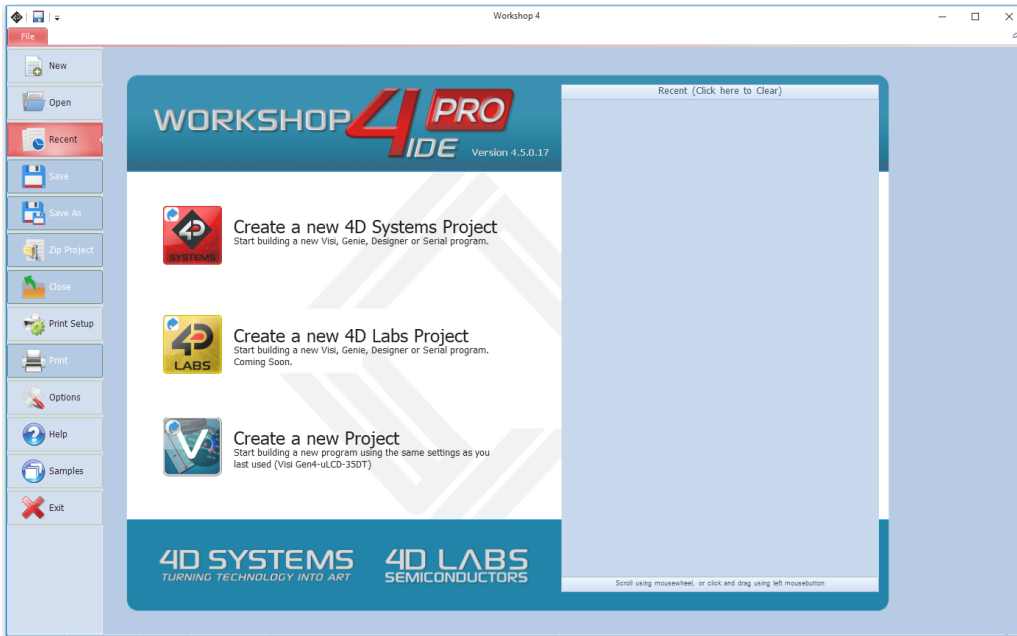 Workshop 4
File
New
Open
Recent
Save
Save As
Zip Project
Close
Print Setup
Print
Options
Help
Samples
Exit
WORKSHOP 4 PRO
IDE Version 4.5.0.17
Create a new 4D Systems Project
Start building a new Visi, Genie, Designer or Serial program.
4D
SYSTEMS
Create a new 4D Labs Project
Start building a new Visi, Genie, Designer or Serial program.
Coming Soon.
4D
LABS
Create a new Project
Start building a new program using the same settings as you
last used (Visi Gen4-uLCD-35DT)
V
4D SYSTEMS
TURNING TECHNOLOGY INTO ART
4D LABS
SEMICONDUCTORS
Recent (Click here to Clear)
Scroll using mousewheel, or click and drag using left mousebutton